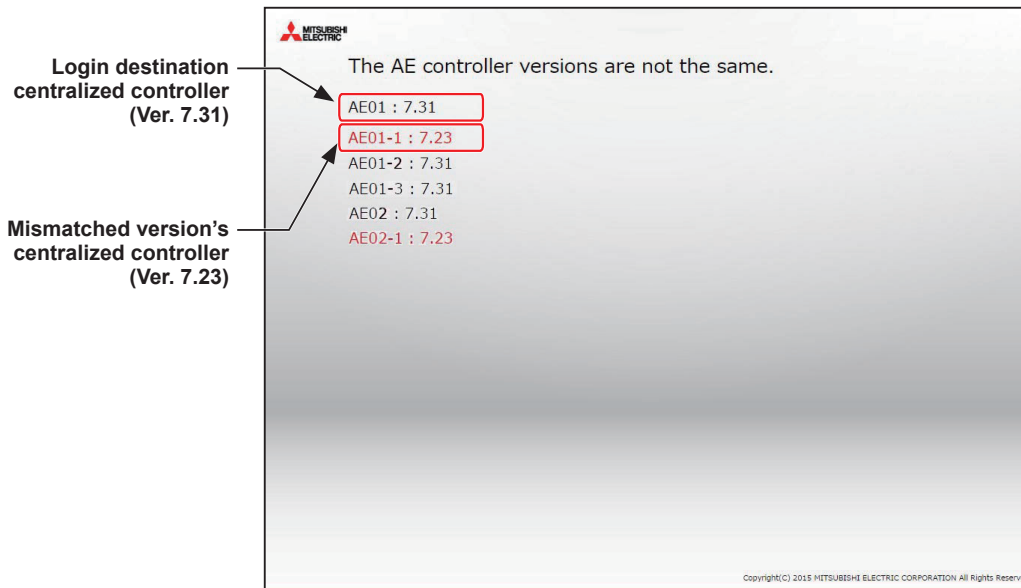 MITSUBISHI
ELECTRIC
The AE controller versions are not the same.
Login destination
centralized controller
(Ver. 7.31)
AE01 : 7.31
AE01-1 : 7.23
AE01-2 : 7.31
AE01-3 : 7.31
AE02 : 7.31
AE02-1 : 7.23
Mismatched version's
centralized controller
(Ver. 7.23)
Copyright(C) 2015 MITSUBISHI ELECTRIC CORPORATION All Rights Reserv